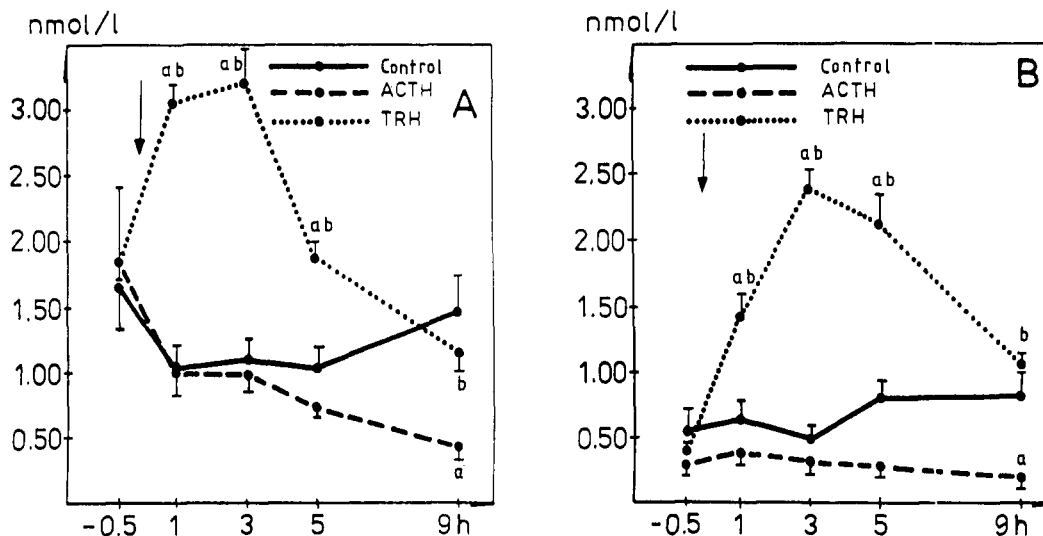 nmol/l
Control
ACTH
TRH
A
3.00
2.50
2.00
1.50
1.00
0.50
ab
ab
ab
b
a
-0.5 1 3 5 9h
nmol/l
Control
ACTH
TRH
B
3.00
2.50
2.00
1.50
1.00
0.50
ab
ab
ab
b
a
-0.5 1 3 5 9h